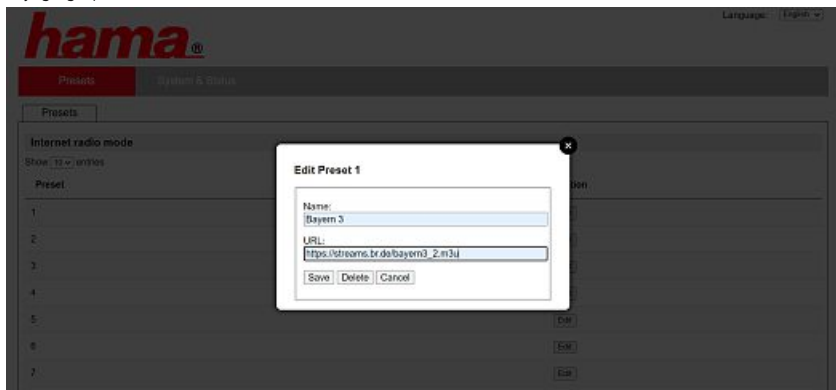 Language: English
hama®
Presets System & Status
Presets
Internet radio mode
Show 10 entries
Preset
Edit Preset 1
Name:
Bayern 3
URL:
https://streams.br.de/bayern3_2.m3u
Save Delete Cancel
1
2
3
4
5 Edit
6 Edit
7 Edit